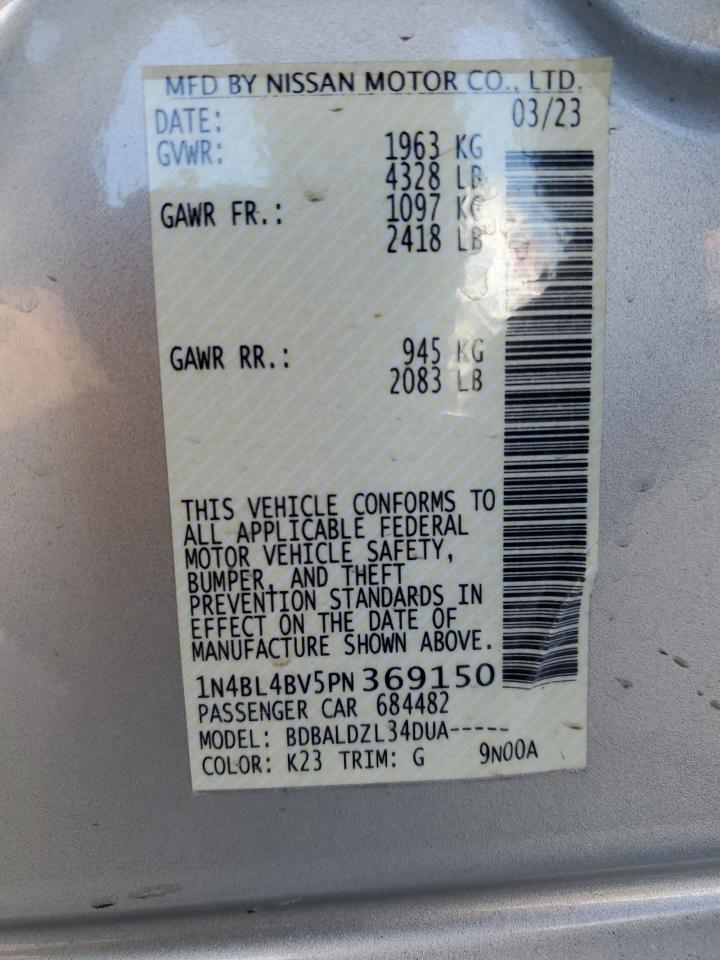 MFD BY NISSAN MOTOR CO., LTD.
DATE: 03/23
GVWR: 1963 KG
4328 LB
GAWR FR.: 1097 KG
2418 LB
GAWR RR.: 945 KG
2083 LB
THIS VEHICLE CONFORMS TO
ALL APPLICABLE FEDERAL
MOTOR VEHICLE SAFETY,
BUMPER, AND THEFT
PREVENTION STANDARDS IN
EFFECT ON THE DATE OF
MANUFACTURE SHOWN ABOVE.
1N4BL4BV5PN369150
PASSENGER CAR 684482
MODEL: BDBALDZL34DUA-----
COLOR: K23 TRIM: G 9N00A